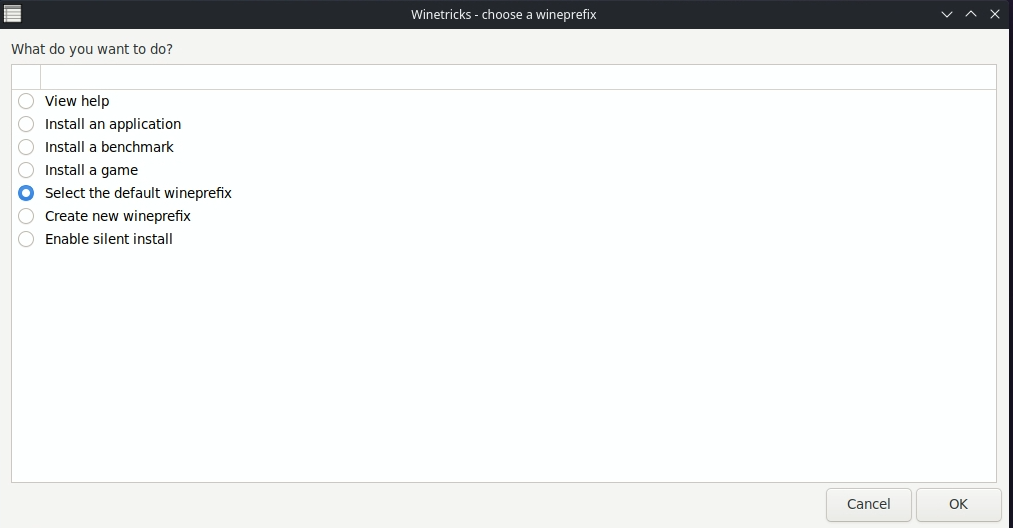 Winetricks - choose a wineprefix
What do you want to do?
View help
Install an application
Install a benchmark
Install a game
Select the default wineprefix
Create new wineprefix
Enable silent install
Cancel OK